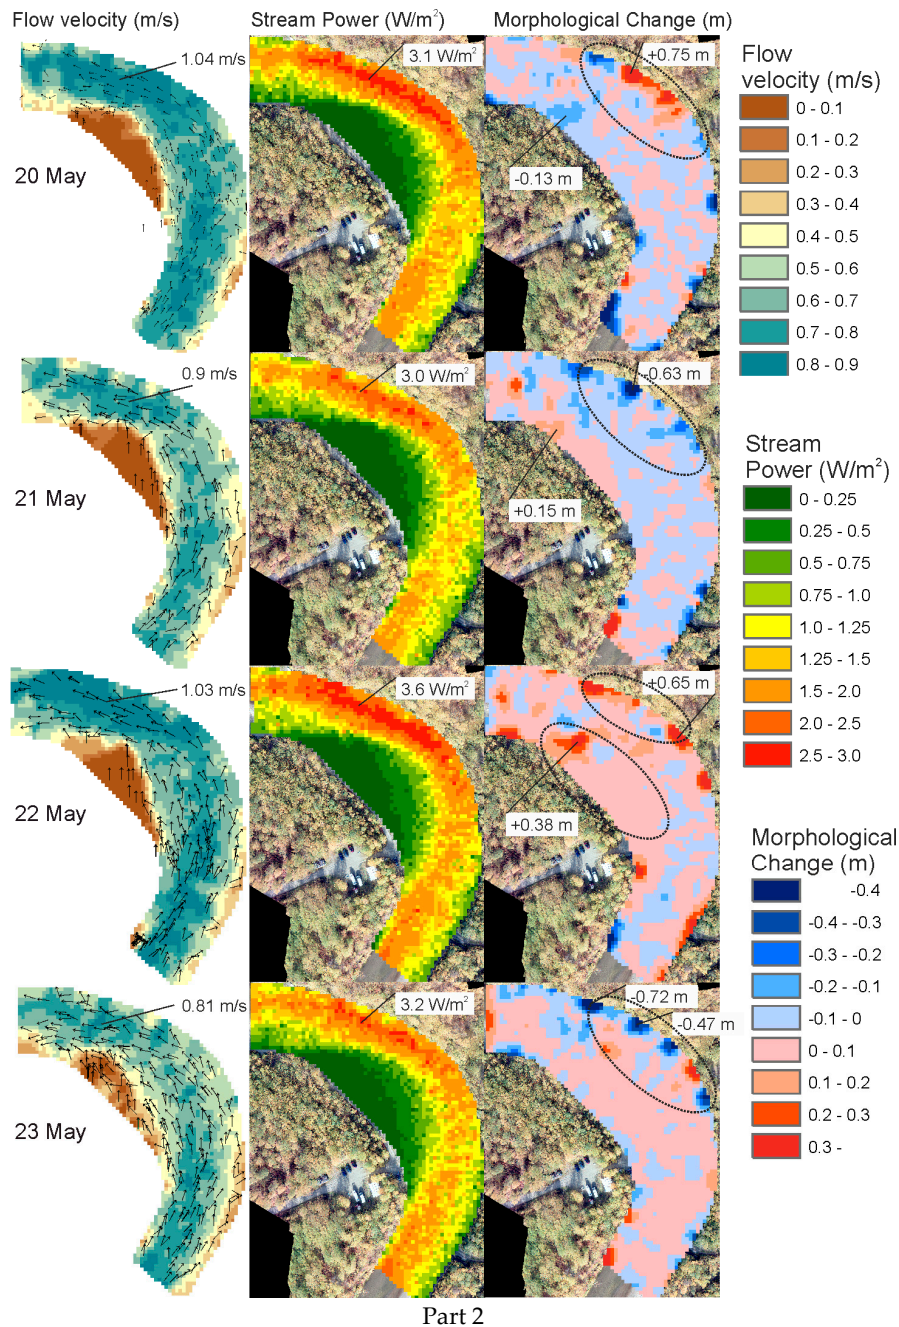 Flow velocity (m/s)
Stream Power (W/m²)
Morphological Change (m)
1.04 m/s
3.1 W/m²
+0.75 m
-0.13 m
20 May
0.9 m/s
3.0 W/m²
-0.63 m
+0.15 m
21 May
1.03 m/s
3.6 W/m²
+0.65 m
+0.38 m
22 May
0.81 m/s
3.2 W/m²
-0.72 m
-0.47 m
23 May
Flow
velocity (m/s)
0 - 0.1
0.1 - 0.2
0.2 - 0.3
0.3 - 0.4
0.4 - 0.5
0.5 - 0.6
0.6 - 0.7
0.7 - 0.8
0.8 - 0.9
Stream
Power (W/m²)
0 - 0.25
0.25 - 0.5
0.5 - 0.75
0.75 - 1.0
1.0 - 1.25
1.25 - 1.5
1.5 - 2.0
2.0 - 2.5
2.5 - 3.0
Morphological
Change (m)
-0.4
-0.4 - -0.3
-0.3 - -0.2
-0.2 - -0.1
-0.1 - 0
0 - 0.1
0.1 - 0.2
0.2 - 0.3
0.3 -
Part 2